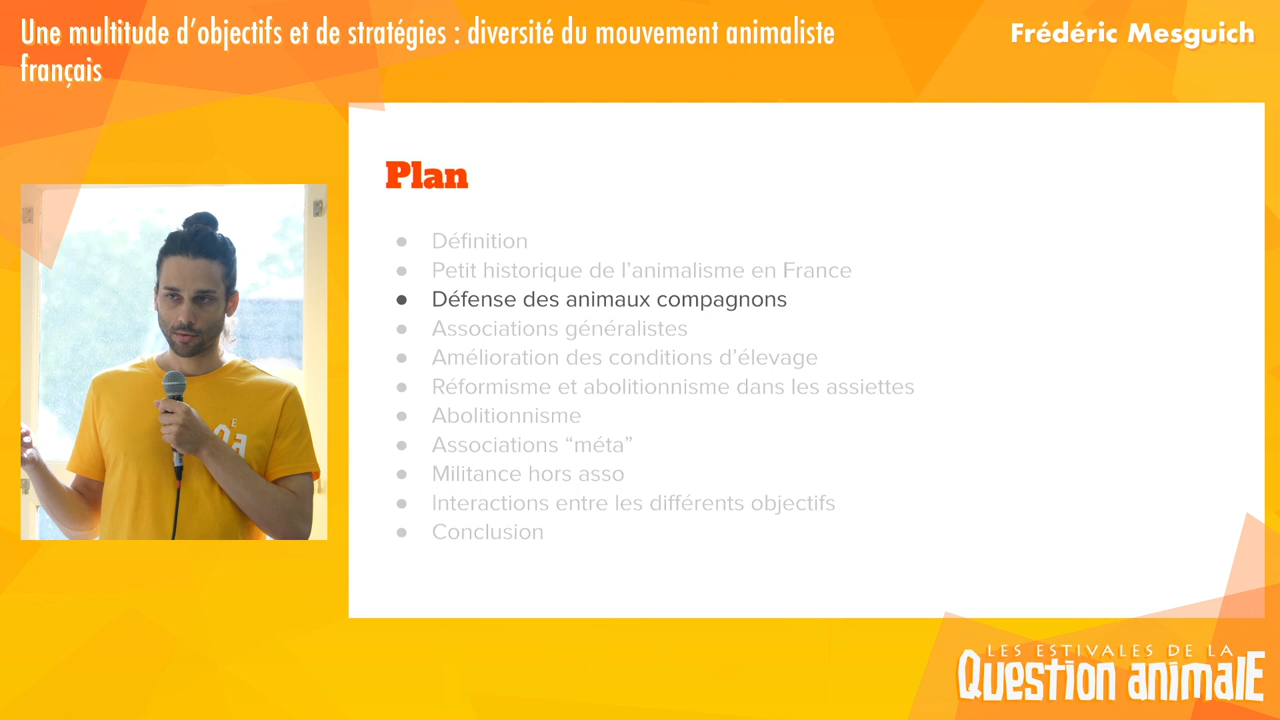 Une multitude d’objectifs et de stratégies : diversité du mouvement animaliste
français
Frédéric Mesguich
Plan
● Définition
● Petit historique de l’animalisme en France
● Défense des animaux compagnons
● Associations généralistes
● Amélioration des conditions d’élevage
● Réformisme et abolitionnisme dans les assiettes
● Abolitionnisme
● Associations “méta”
● Militance hors asso
● Interactions entre les différents objectifs
● Conclusion
LES ESTIVALES DE LA
QUESTION ANIMALE